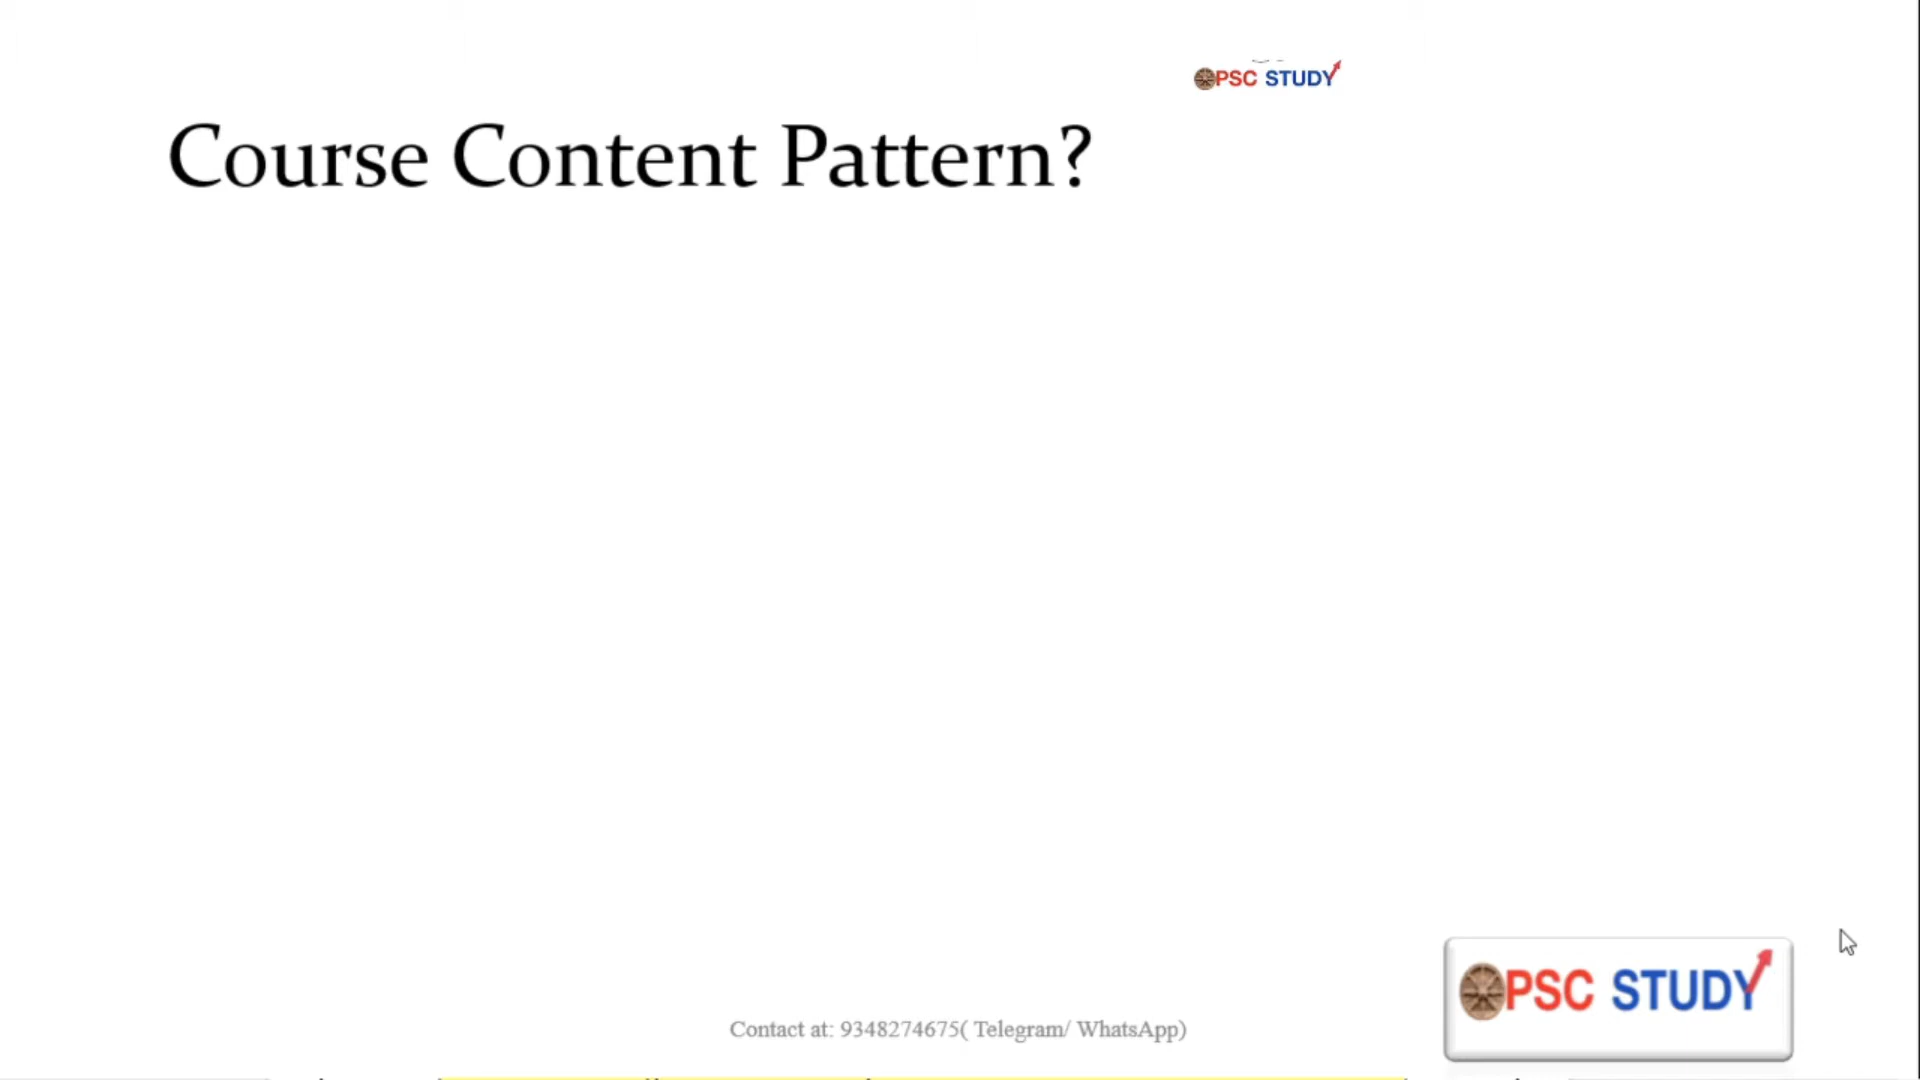 PSC STUDY
Course Content Pattern?
PSC STUDY
Contact at: 9348274675( Telegram/ WhatsApp)